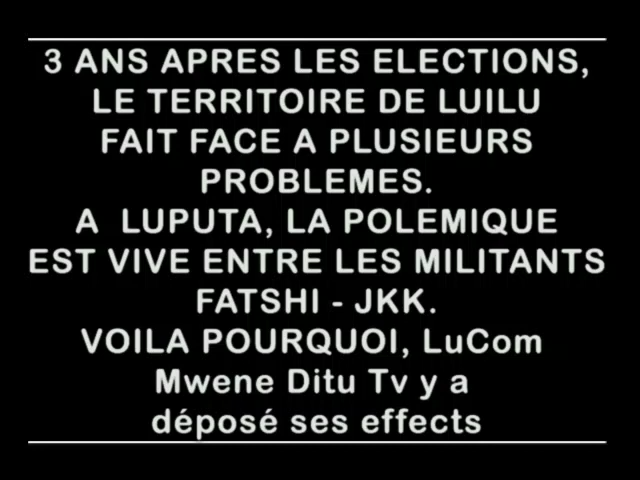 3 ANS APRES LES ELECTIONS,
LE TERRITOIRE DE LUILU
FAIT FACE A PLUSIEURS
PROBLEMES.
A LUPUTA, LA POLEMIQUE
EST VIVE ENTRE LES MILITANTS
FATSHI - JKK.
VOILA POURQUOI, LuCom
Mwene Ditu Tv y a
déposé ses effects